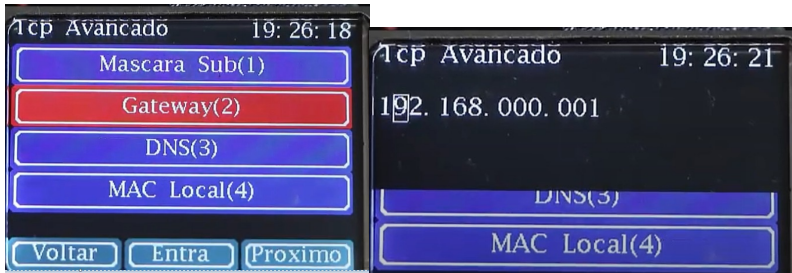 Tcp Avancado 19: 26: 18
Mascara Sub(1)
Gateway(2)
DNS(3)
MAC Local(4)
Voltar Entra Proximo
Tcp Avancado 19: 26: 21
192. 168. 000. 001
DNS(3)
MAC Local(4)